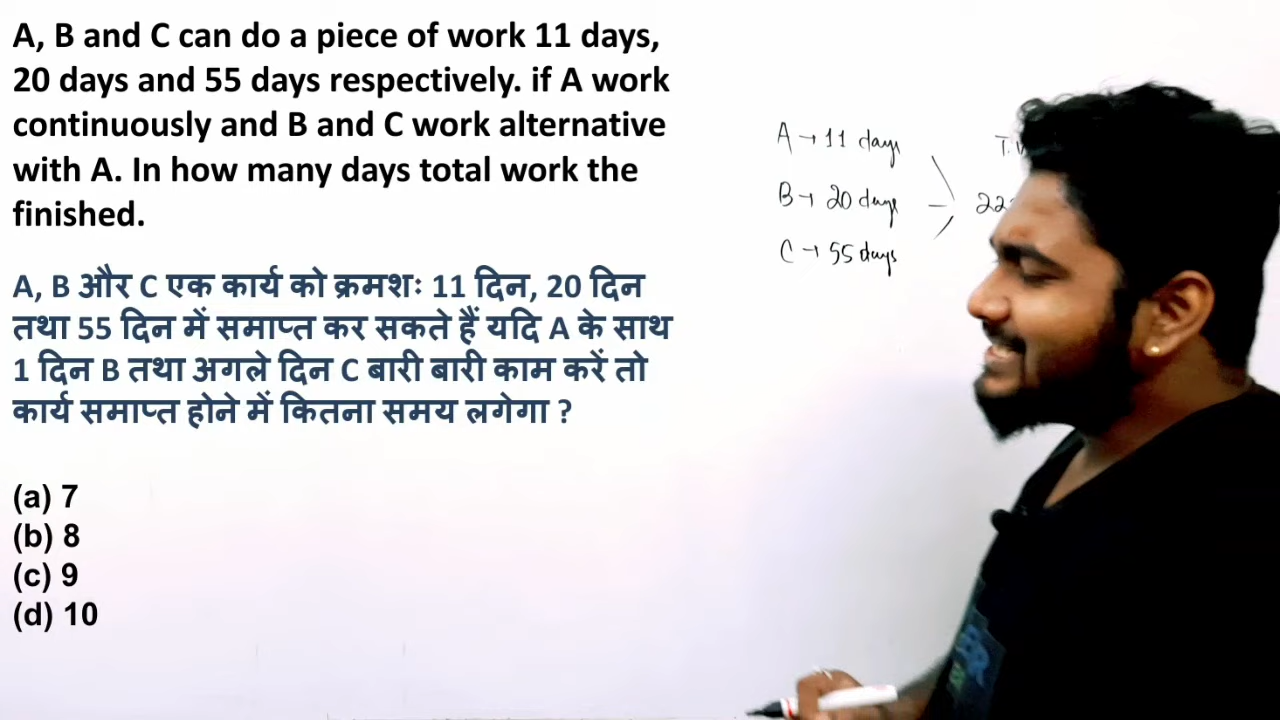 A, B and C can do a piece of work 11 days,
20 days and 55 days respectively. if A work
continuously and B and C work alternative
with A. In how many days total work the
finished.
A, B और C एक कार्य को क्रमशः 11 दिन, 20 दिन
तथा 55 दिन में समाप्त कर सकते हैं यदि A के साथ
1 दिन B तथा अगले दिन C बारी बारी काम करें तो
कार्य समाप्त होने में कितना समय लगेगा ?
(a) 7
(b) 8
(c) 9
(d) 10
A → 11 days
B → 20 days
C → 55 days